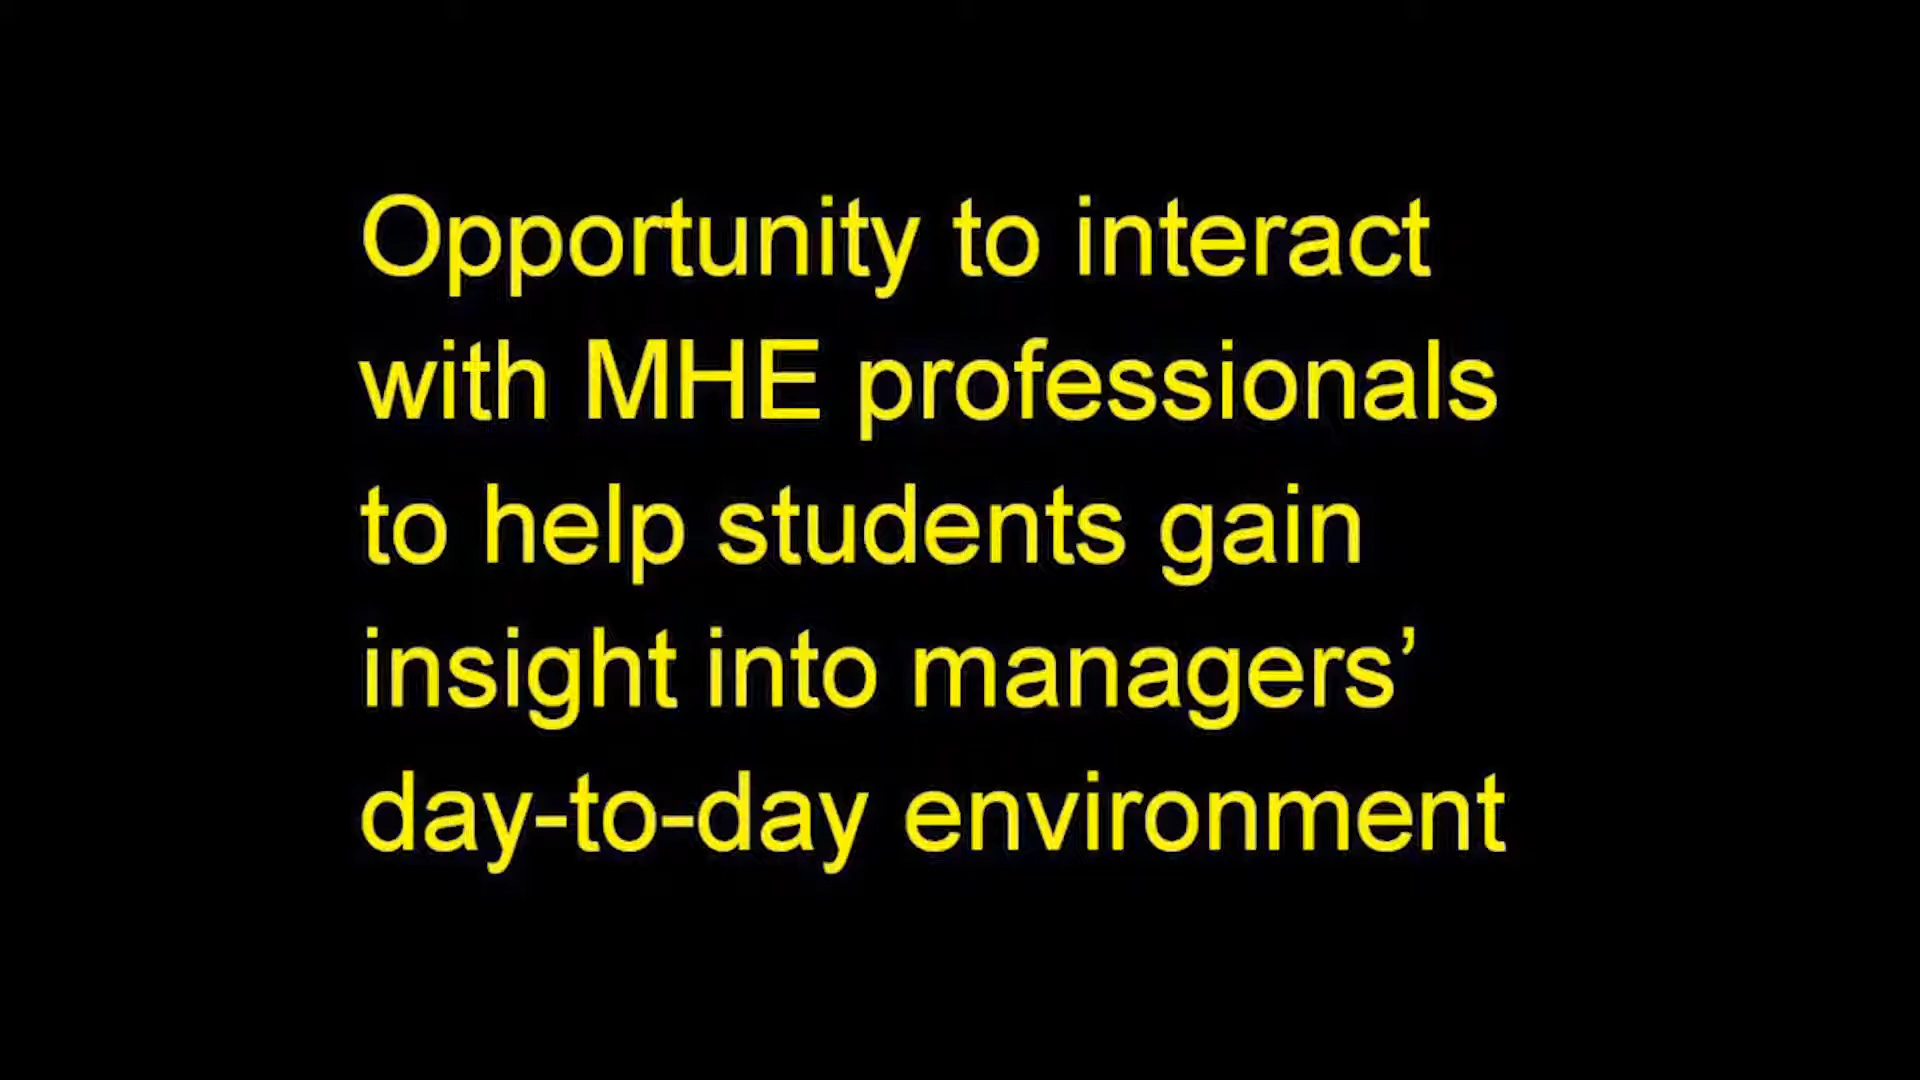 Opportunity to interact
with MHE professionals
to help students gain
insight into managers’
day-to-day environment